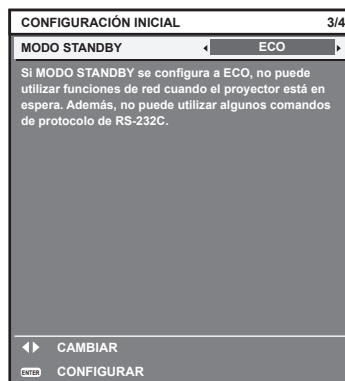 CONFIGURACIÓN INICIAL 3/4
MODO STANDBY ECO
Si MODO STANDBY se configura a ECO, no puede
utilizar funciones de red cuando el proyector está en
espera. Además, no puede utilizar algunos comandos
de protocolo de RS-232C.
CAMBIAR
ENTER CONFIGURAR